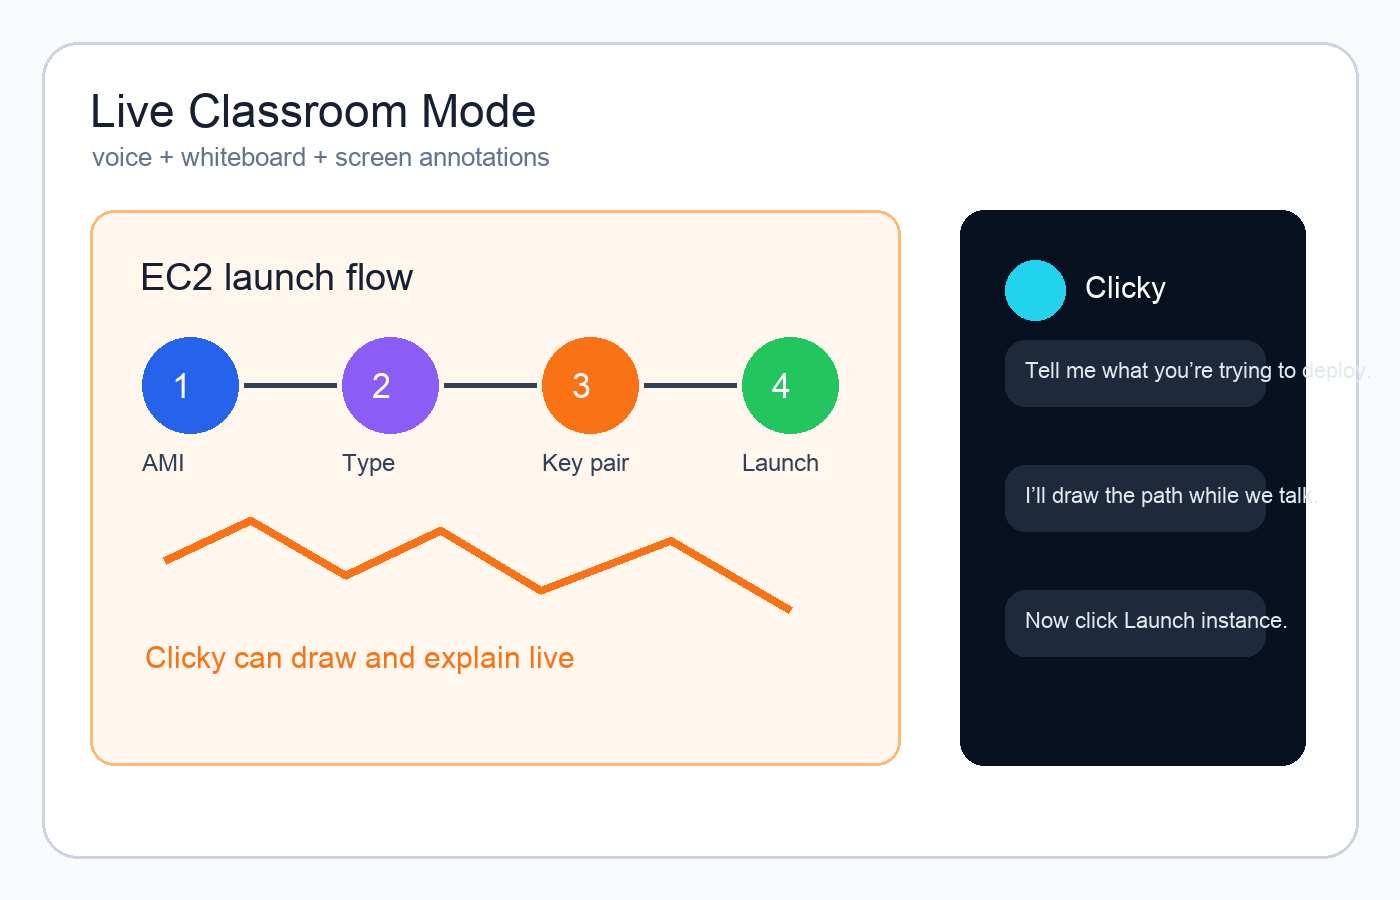 Live Classroom Mode
voice + whiteboard + screen annotations
EC2 launch flow
1 2 3 4
AMI Type Key pair Launch
Clicky can draw and explain live
Clicky
Tell me what you’re trying to deploy.
I’ll draw the path while we talk.
Now click Launch instance.